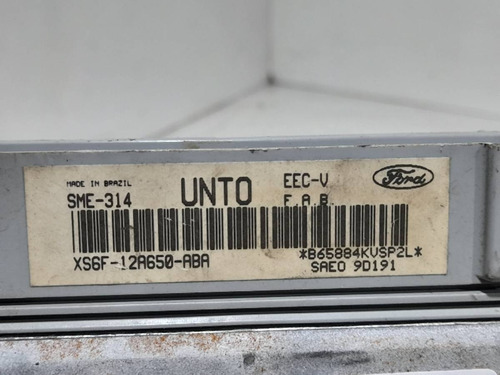 MADE IN BRAZIL
SME-314
UNTO
EEC-V
F.A.B.
Ford
XS6F-12A650-ABA
*B65884KVSP2L*
SAEO 9D191